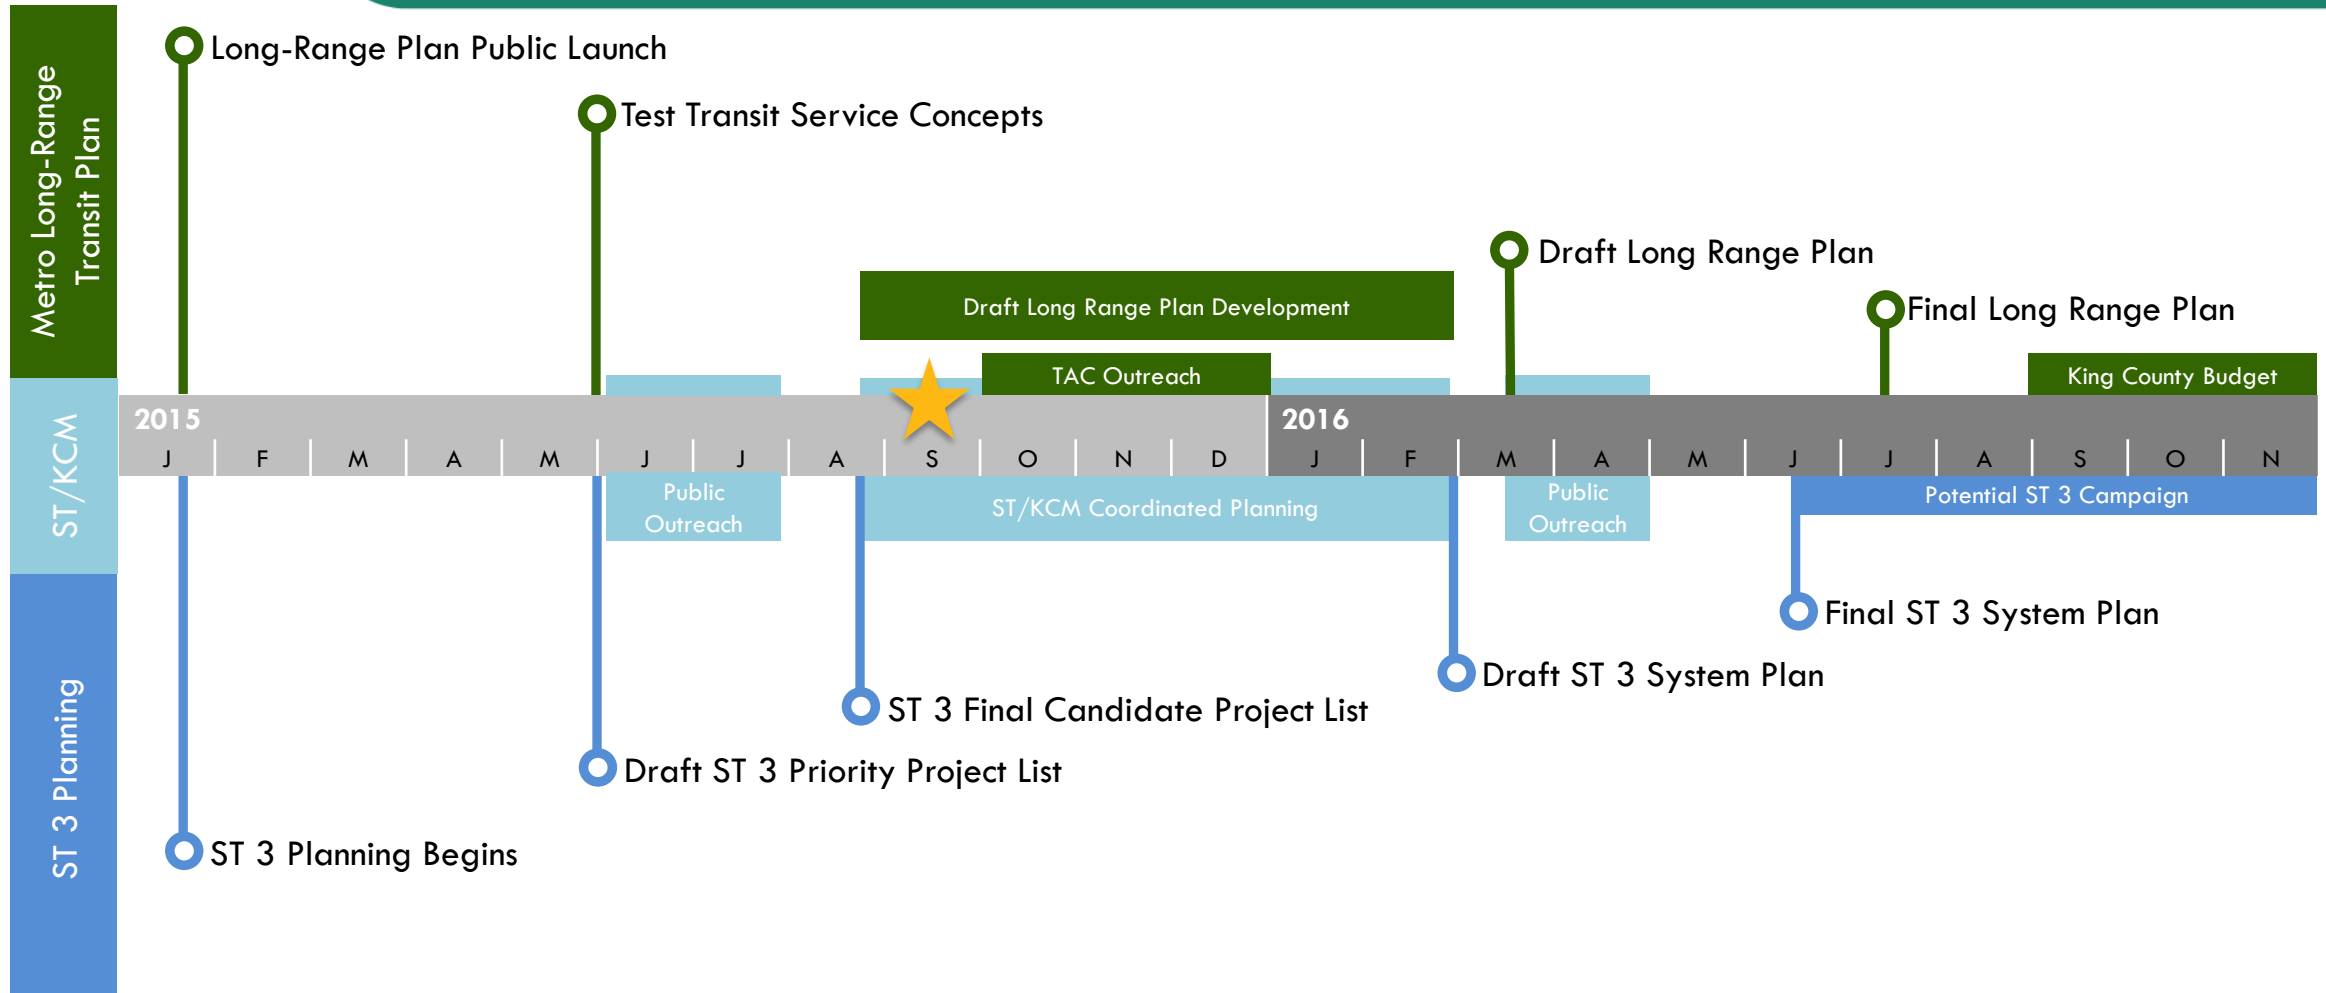 Long-Range Plan Public Launch
Test Transit Service Concepts
Metro Long-Range
Transit Plan
Draft Long Range Plan
Draft Long Range Plan Development
Final Long Range Plan
TAC Outreach
King County Budget
ST/KCM
2015
2016
J F M A M J J A S O N D J F M A M J J A S O N
Public
Outreach
ST/KCM Coordinated Planning
Public
Outreach
Potential ST 3 Campaign
ST 3 Planning
Final ST 3 System Plan
Draft ST 3 System Plan
ST 3 Final Candidate Project List
Draft ST 3 Priority Project List
ST 3 Planning Begins